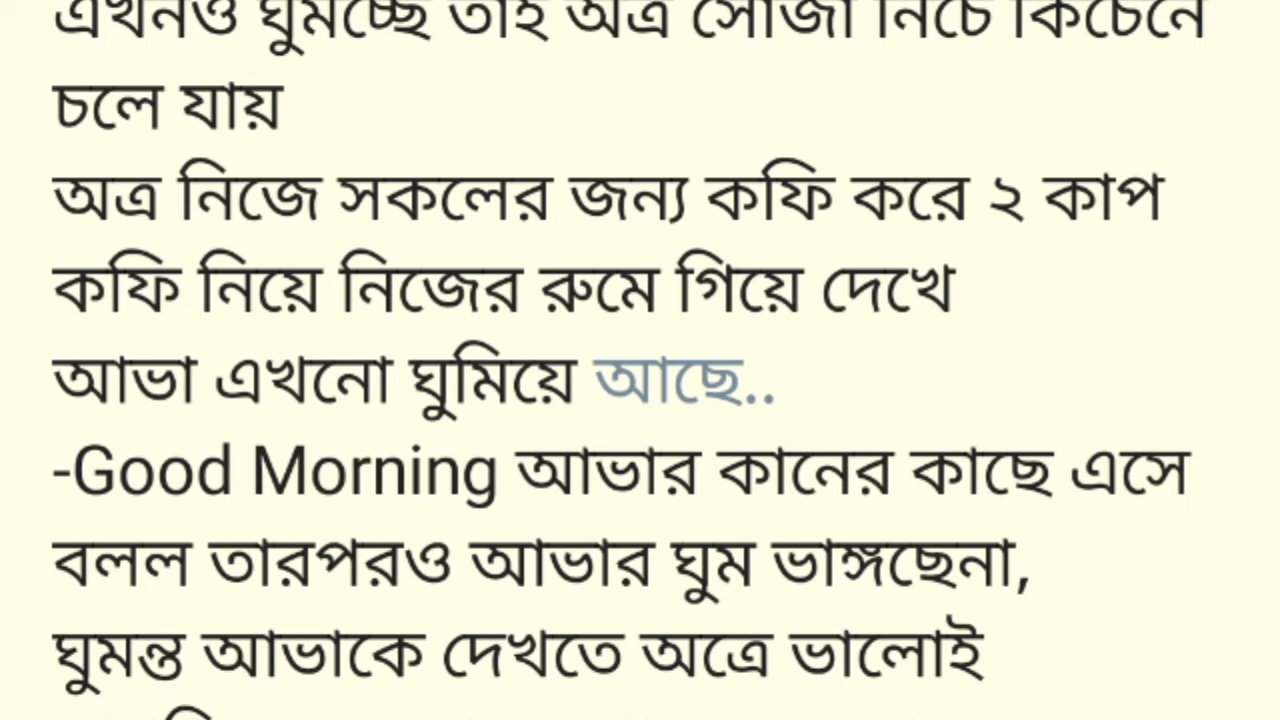 এখনও ঘুমচ্ছে তাই অত্র সোজা নিচে কিচেনে
চলে যায়
অত্র নিজে সকলের জন্য কফি করে ২ কাপ
কফি নিয়ে নিজের রুমে গিয়ে দেখে
আভা এখনো ঘুমিয়ে আছে..
-Good Morning আভার কানের কাছে এসে
বলল তারপরও আভার ঘুম ভাঙ্গছেনা,
ঘুমন্ত আভাকে দেখতে অত্রে ভালোই